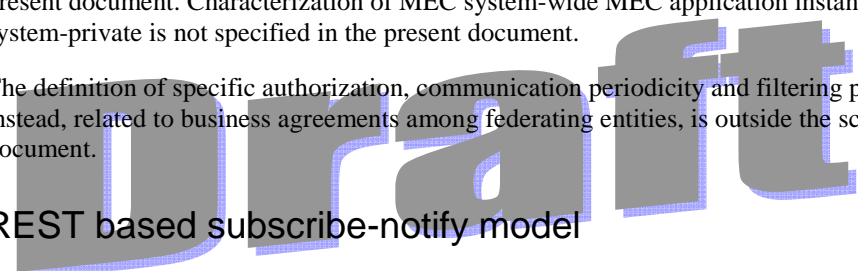 present document. Characterization of MEC system-wide MEC application instan
system-private is not specified in the present document.
The definition of specific authorization, communication periodicity and filtering p
instead, related to business agreements among federating entities, is outside the sc
document.
REST based subscribe-notify model
Draft